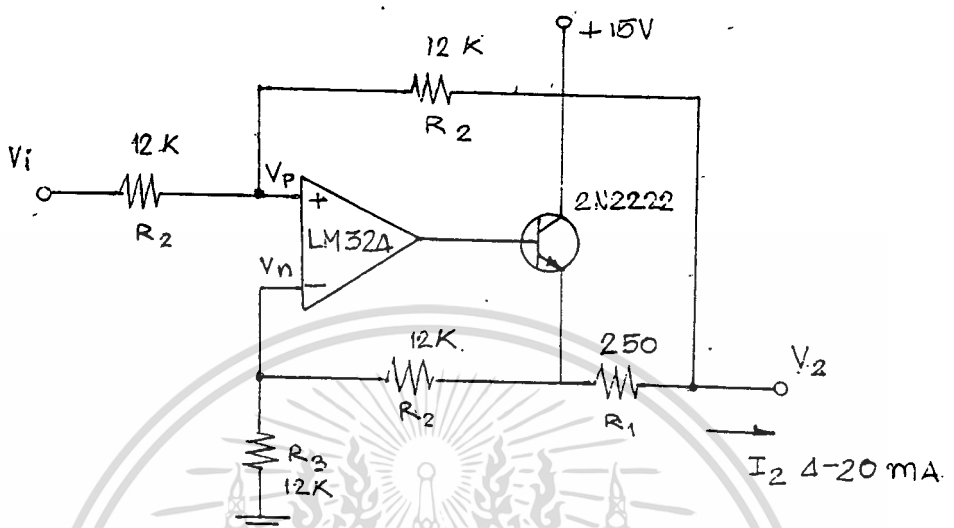 +15V
12 K
R2
Vi
12 K
R2
Vp
+
LM324
Vn
−
2N2222
12K.
R2
250
R1
V.2
I2 4-20 mA.
R3
12K